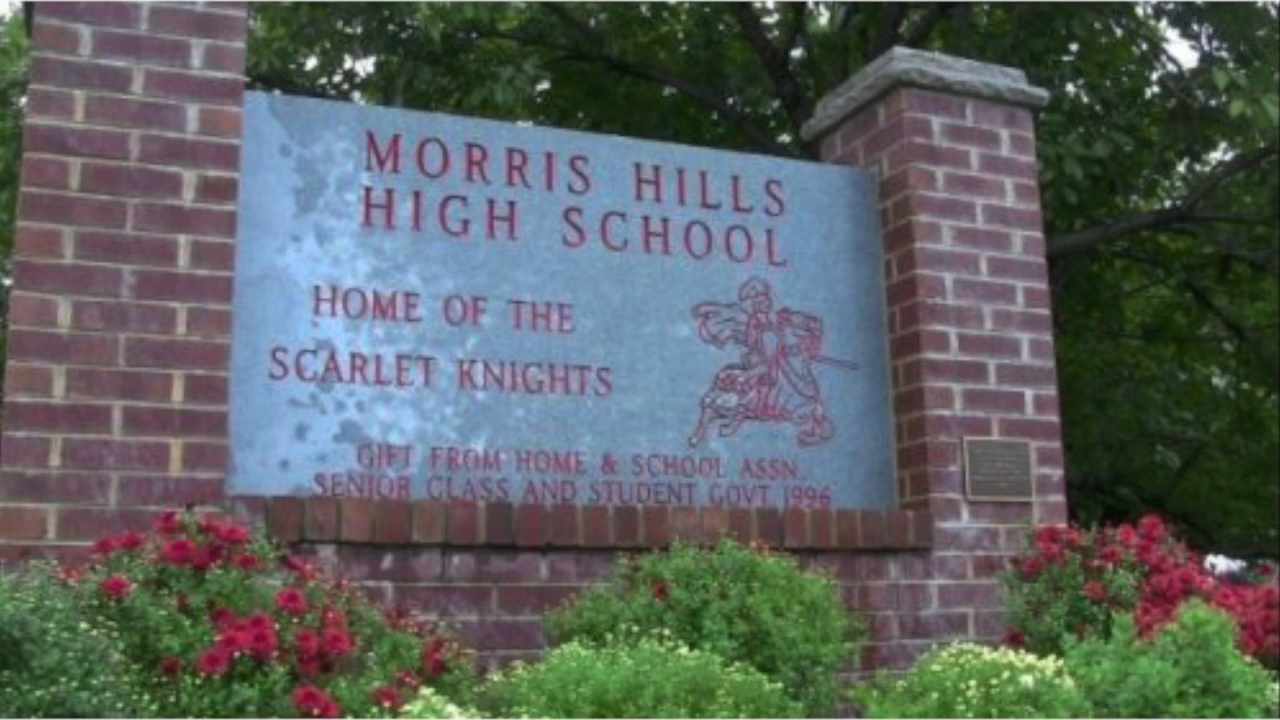 MORRIS HILLS
HIGH SCHOOL
HOME OF THE
SCARLET KNIGHTS
GIFT FROM HOME & SCHOOL ASSN.
SENIOR CLASS AND STUDENT GOVT 1996